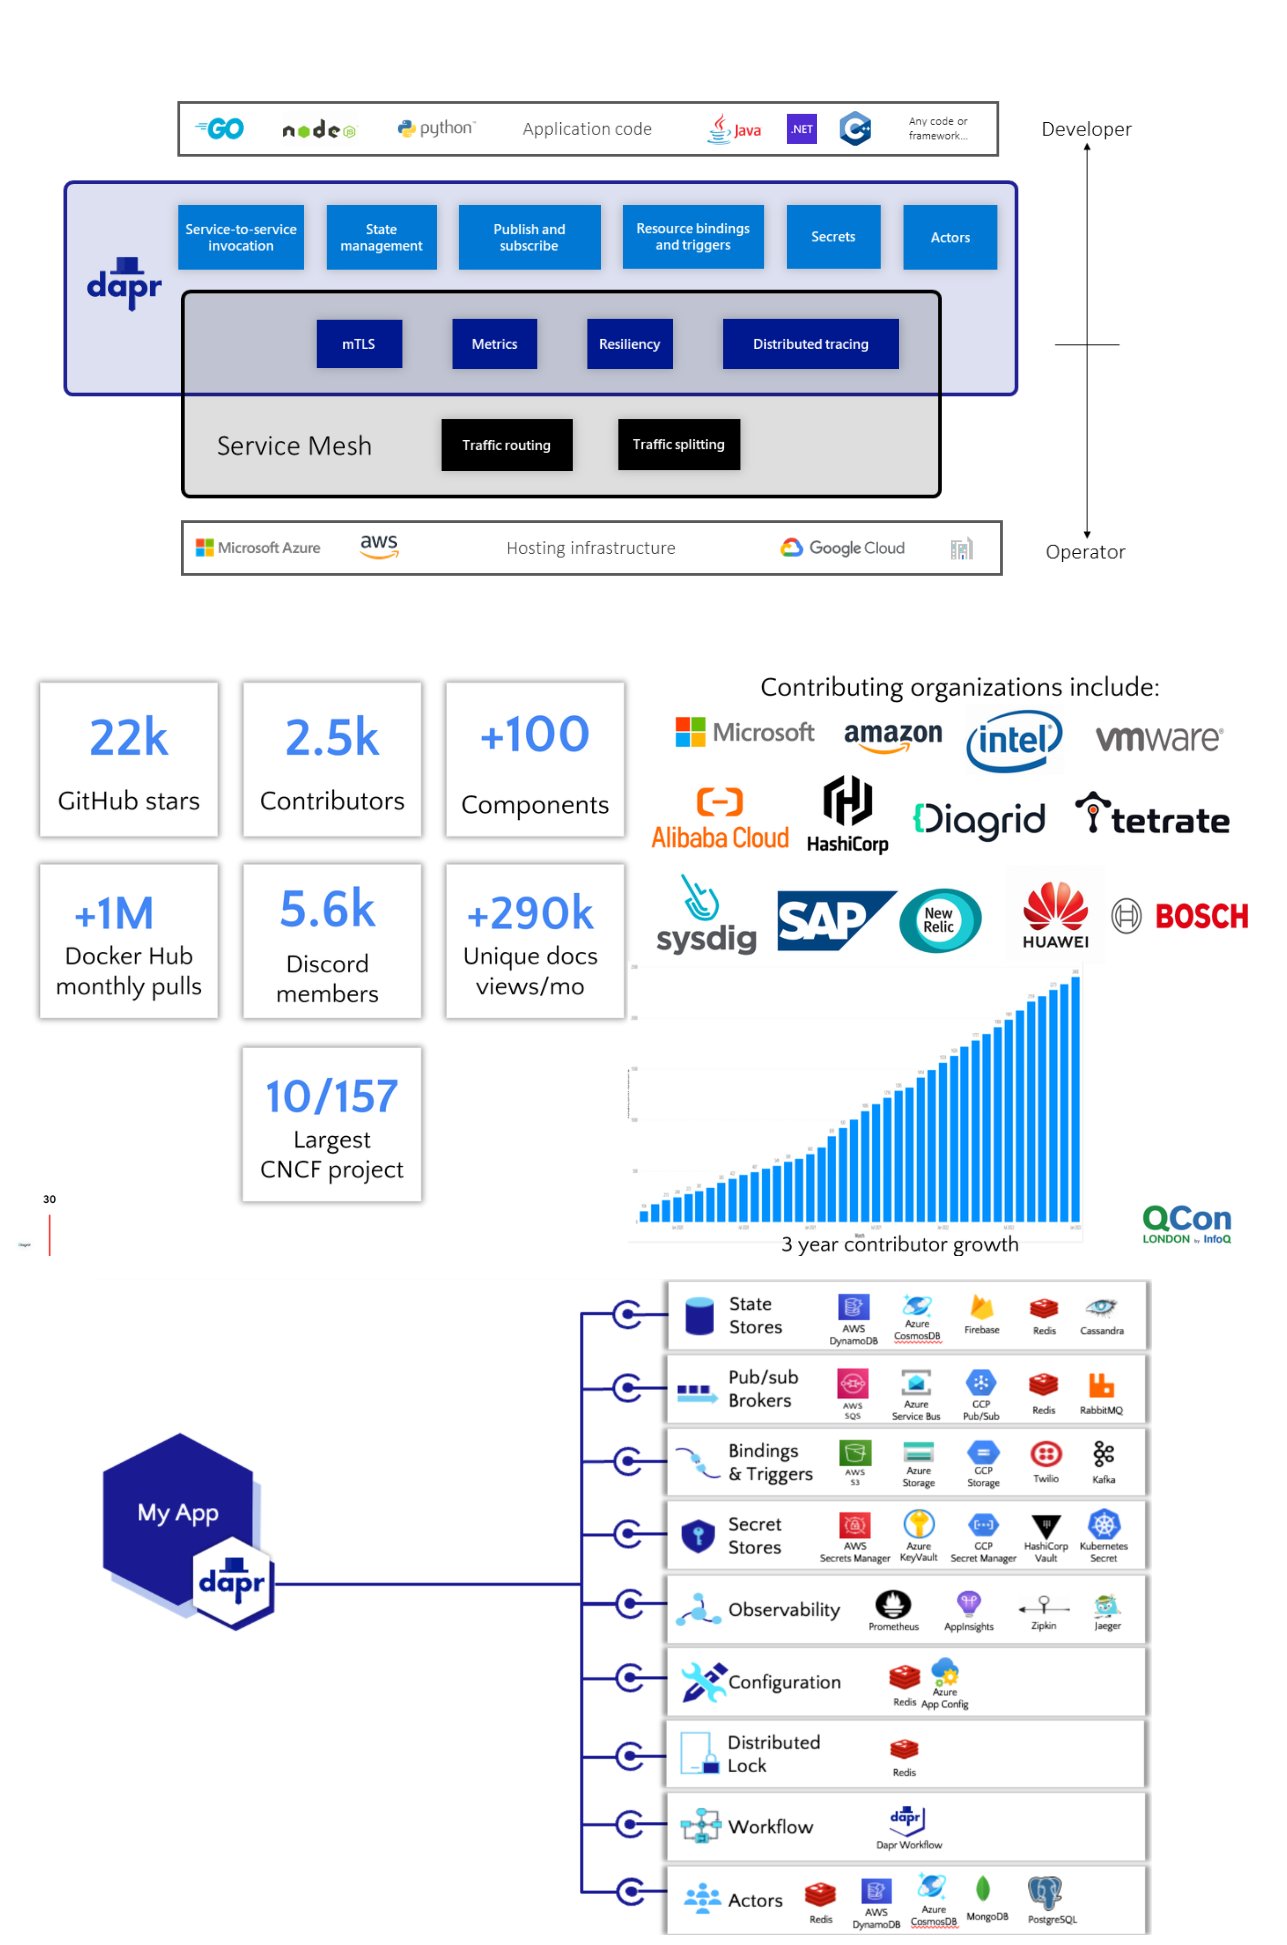 GO
node
JS
python™
Application code
Java
.NET
C++
Any code or
framework...
Developer
Service-to-service
invocation
State
management
Publish and
subscribe
Resource bindings
and triggers
Secrets
Actors
dapr
mTLS
Metrics
Resiliency
Distributed tracing
Service Mesh
Traffic routing
Traffic splitting
Microsoft Azure
aws
Hosting infrastructure
Google Cloud
Operator
22k
GitHub stars
2.5k
Contributors
+100
Components
+1M
Docker Hub
monthly pulls
5.6k
Discord
members
+290k
Unique docs
views/mo
10/157
Largest
CNCF project
Contributing organizations include:
Microsoft
amazon
intel
vmware®
Alibaba Cloud
HashiCorp
Diagrid
tetrate
sysdig
SAP
New
Relic
HUAWEI
BOSCH
3 year contributor growth
30
QCon
LONDON by InfoQ
My App
dapr
State
Stores
AWS
DynamoDB
Azure
CosmosDB
Firebase
Redis
Cassandra
Pub/sub
Brokers
AWS
SQS
Azure
Service Bus
GCP
Pub/Sub
Redis
RabbitMQ
Bindings
& Triggers
AWS
S3
Azure
Storage
GCP
Storage
Twilio
Kafka
Secret
Stores
AWS
Secrets Manager
Azure
KeyVault
GCP
Secret Manager
HashiCorp
Vault
Kubernetes
Secret
Observability
Prometheus
AppInsights
Zipkin
Jaeger
Configuration
Redis
Azure
App Config
Distributed
Lock
Redis
Workflow
dapr
Dapr Workflow
Actors
Redis
AWS
DynamoDB
Azure
CosmosDB
MongoDB
PostgreSQL